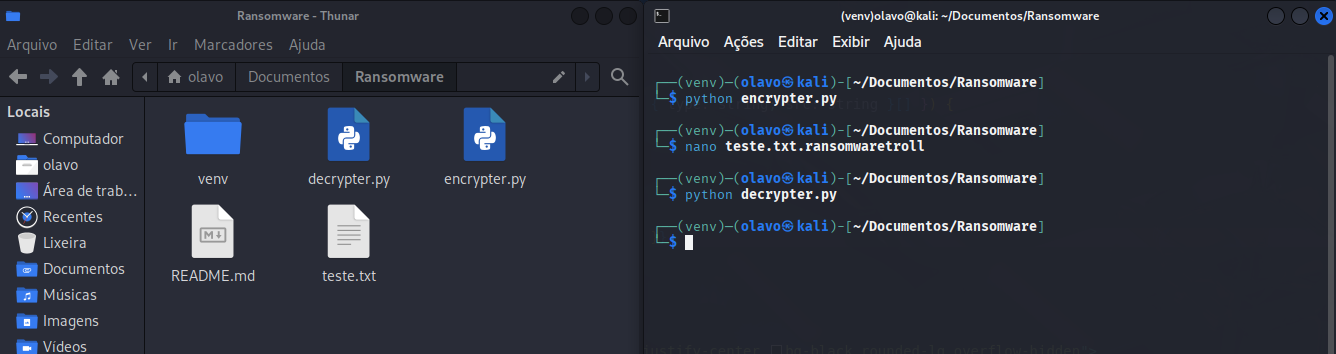 Ransomware - Thunar
Arquivo Editar Ver Ir Marcadores Ajuda
olavo Documentos Ransomware
Locais
Computador
olavo
Área de trab...
Recentes
Lixeira
Documentos
Músicas
Imagens
Vídeos
venv
decrypter.py
encrypter.py
README.md
teste.txt
(venv)olavo@kali: ~/Documentos/Ransomware
Arquivo Ações Editar Exibir Ajuda
┌──(venv)─(olavo㉿kali)-[~/Documentos/Ransomware]
└─$ python encrypter.py
┌──(venv)─(olavo㉿kali)-[~/Documentos/Ransomware]
└─$ nano teste.txt.ransomwaretroll
┌──(venv)─(olavo㉿kali)-[~/Documentos/Ransomware]
└─$ python decrypter.py
┌──(venv)─(olavo㉿kali)-[~/Documentos/Ransomware]
└─$